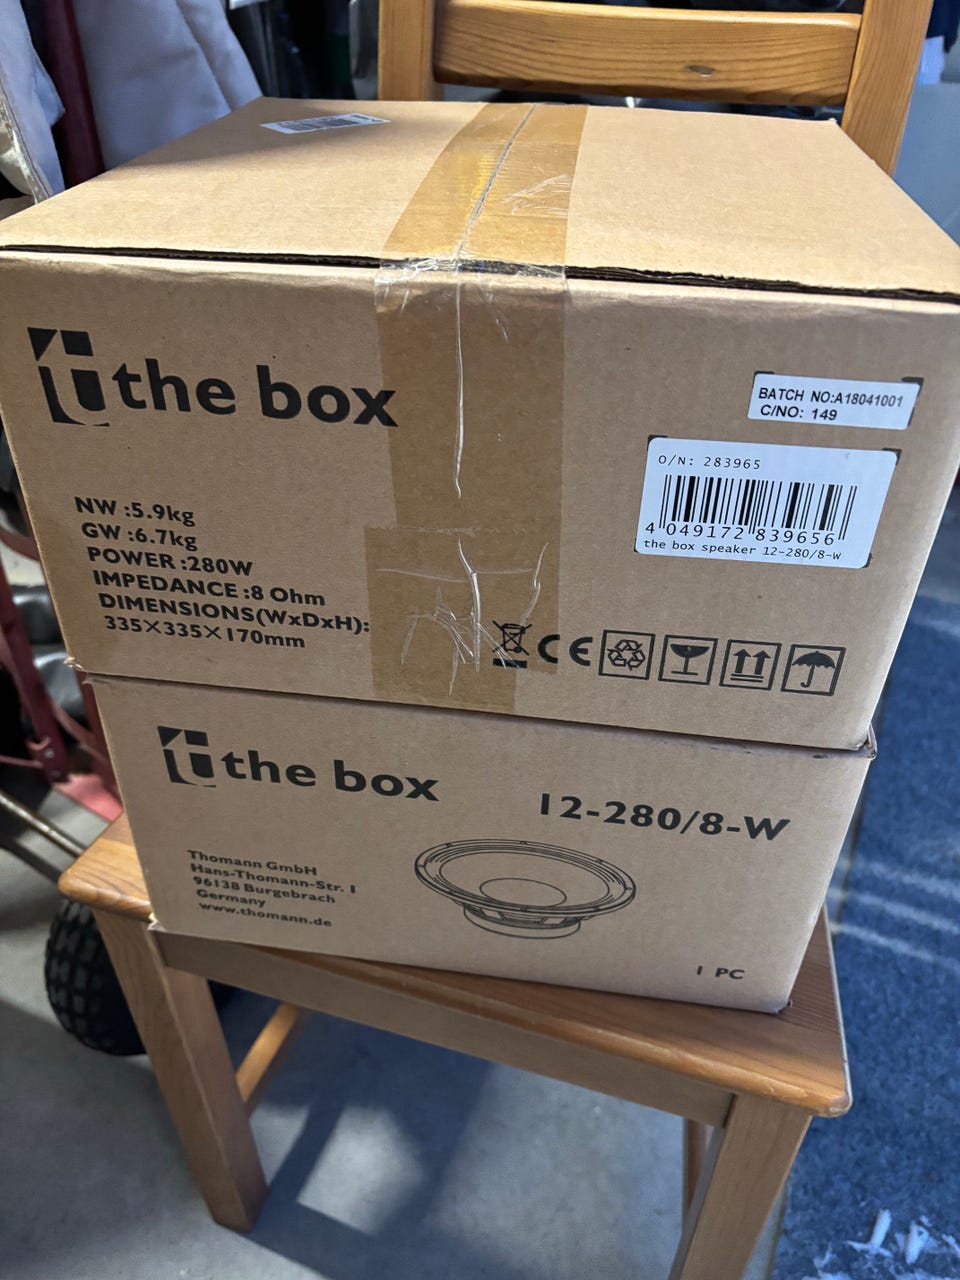 the box
BATCH NO:A18041001
C/NO: 149
O/N: 283965
4 049172 839656
the box speaker 12-280/8-W
NW :5.9kg
GW :6.7kg
POWER :280W
IMPEDANCE :8 Ohm
DIMENSIONS(WxDxH):
335×335×170mm
CE
the box
12-280/8-W
Thomann GmbH
Hans-Thomann-Str. 1
96138 Burgebrach
Germany
www.thomann.de
1 PC